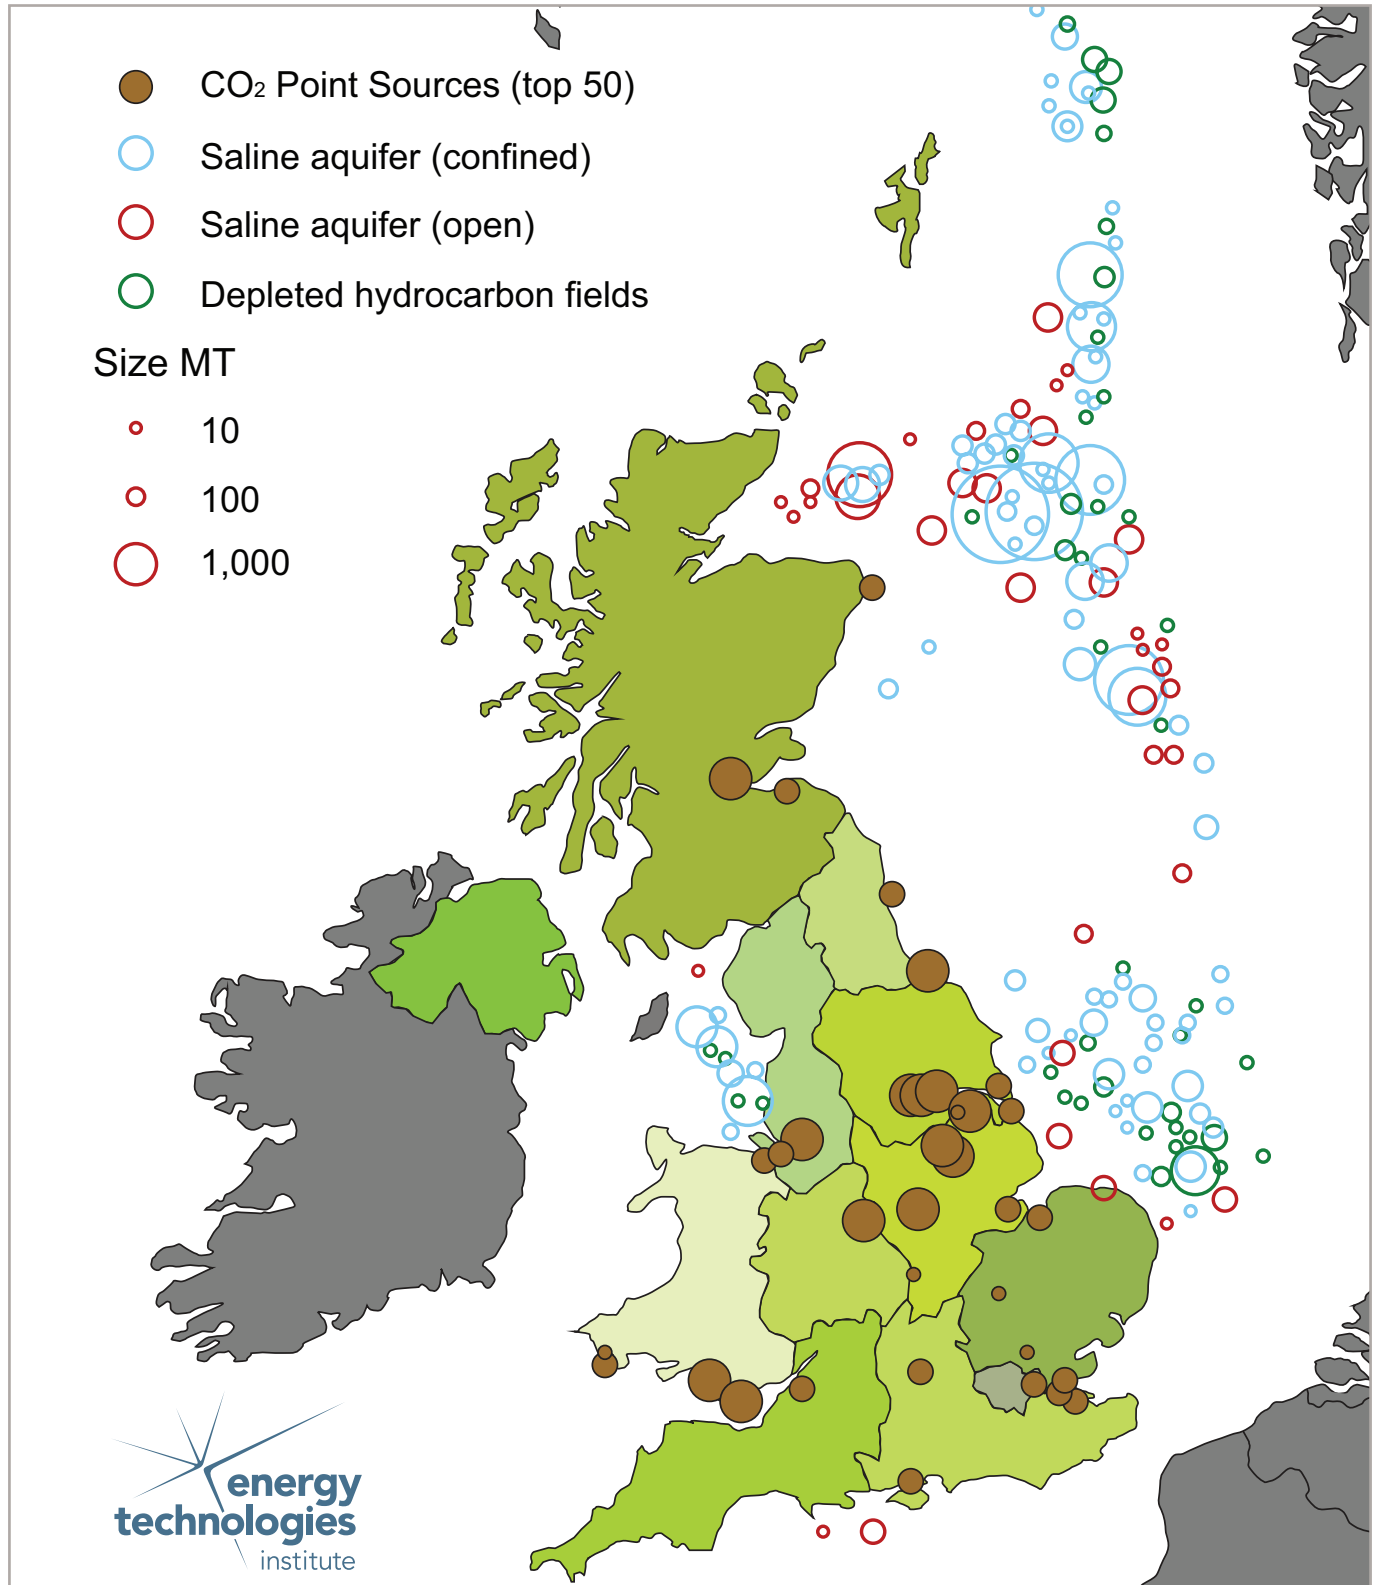 CO₂ Point Sources (top 50)
Saline aquifer (confined)
Saline aquifer (open)
Depleted hydrocarbon fields
Size MT
10
100
1,000
energy
technologies
institute